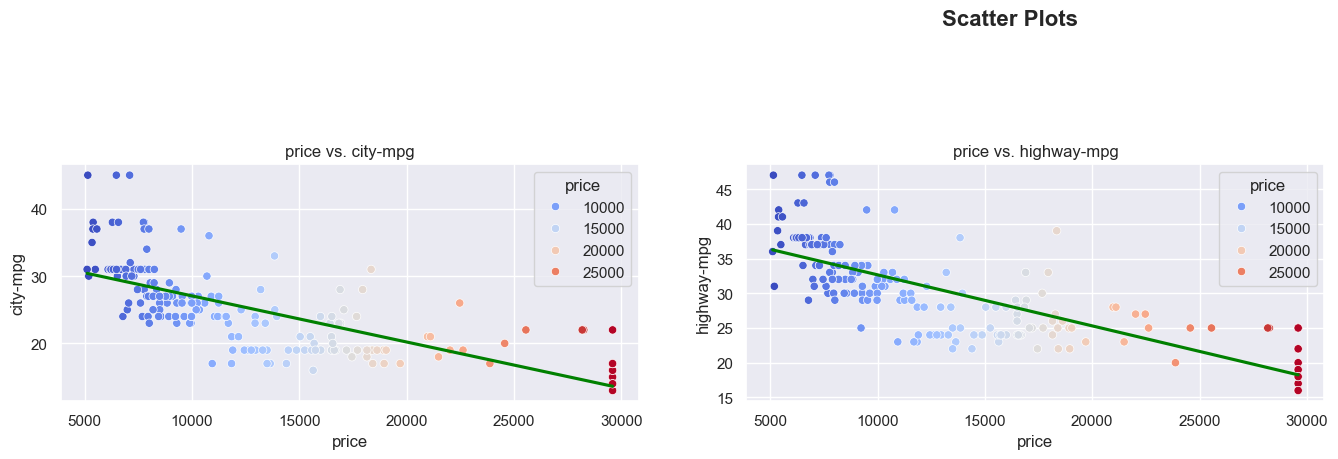 Scatter Plots
price vs. city-mpg
city-mpg
40
30
20
5000 10000 15000 20000 25000 30000
price
price
10000
15000
20000
25000
price vs. highway-mpg
highway-mpg
45
40
35
30
25
20
15
5000 10000 15000 20000 25000 30000
price
price
10000
15000
20000
25000